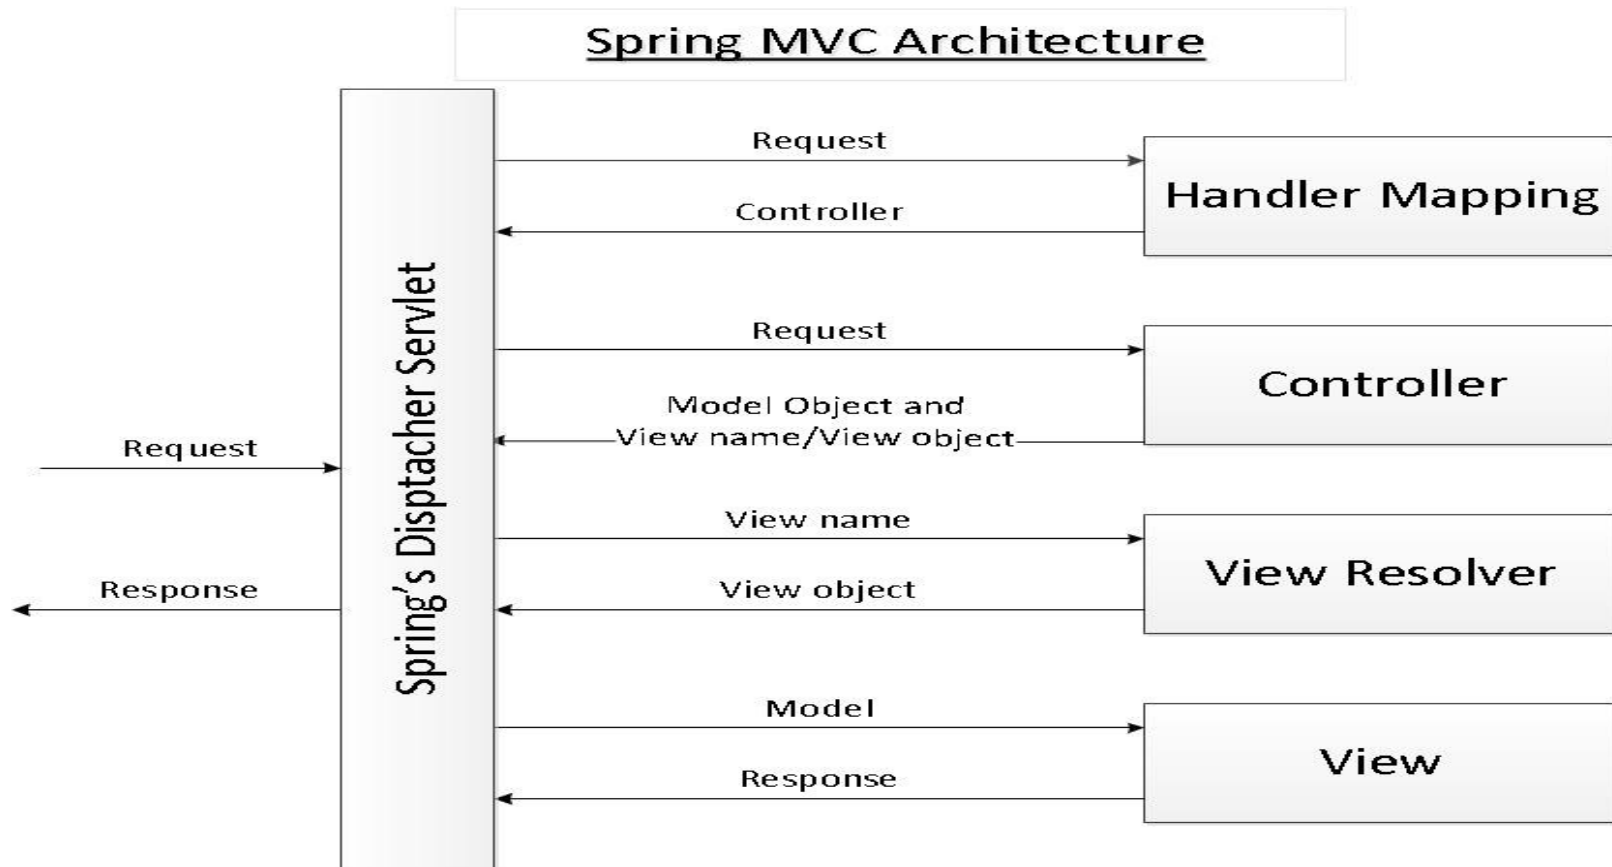 Spring MVC Architecture
Request
Handler Mapping
Controller
Request
Controller
Model Object and
View name/View object
Request
Spring's Disptacher Servlet
View name
View Resolver
View object
Response
Model
View
Response